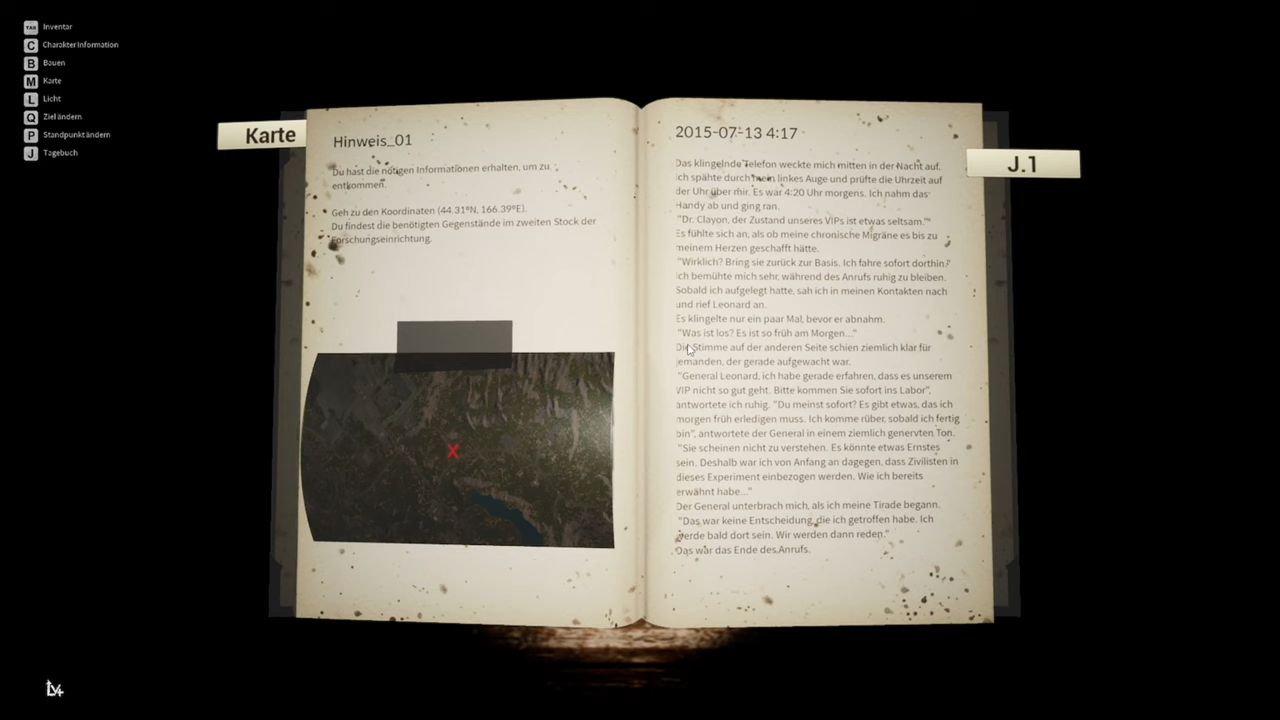 TAB Inventar
C CharakterInformation
B Bauen
M Karte
L Licht
Q Zieländern
P Standpunktändern
J Tagebuch
Karte
Hinweis_01
Du hast die nötigen Informationen erhalten, um zu
entkommen.
Geh zu den Koordinaten (44.31ºN, 166.39ºE).
Du findest die benötigten Gegenstände im zweiten Stock der
Forschungseinrichtung.
X
J.1
2015-07-13 4:17
Das klingelnde Telefon weckte mich mitten in der Nacht auf.
Ich spähte durch mein linkes Auge und prüfte die Uhrzeit auf
der Uhr über mir. Es war 4:20 Uhr morgens. Ich nahm das
Handy ab und ging ran.
"Dr. Clayon, der Zustand unseres VIPs ist etwas seltsam."
Es fühlte sich an, als ob meine chronische Migräne es bis zu
meinem Herzen geschafft hätte.
"Wirklich? Bring sie zurück zur Basis. Ich fahre sofort dorthin."
Ich bemühte mich sehr, während des Anrufs ruhig zu bleiben.
Sobald ich aufgelegt hatte, sah ich in meinen Kontakten nach
und rief Leonard an.
Es klingelte nur ein paar Mal, bevor er abnahm.
"Was ist los? Es ist so früh am Morgen..."
Die Stimme auf der anderen Seite schien ziemlich klar für
jemanden, der gerade aufgewacht war.
"General Leonard, ich habe gerade erfahren, dass es unserem
VIP nicht so gut geht. Bitte kommen Sie sofort ins Labor",
antwortete ich ruhig. "Du meinst sofort? Es gibt etwas, das ich
morgen früh erledigen muss. Ich komme rüber, sobald ich fertig
bin", antwortete der General in einem ziemlich genervten Ton.
"Sie scheinen nicht zu verstehen. Es könnte etwas Ernstes
sein. Deshalb war ich von Anfang an dagegen, dass Zivilisten in
dieses Experiment einbezogen werden. Wie ich bereits
erwähnt habe..."
Der General unterbrach mich, als ich meine Tirade begann.
"Das war keine Entscheidung, die ich getroffen habe. Ich
werde bald dort sein. Wir werden dann reden."
Das war das Ende des Anrufs.